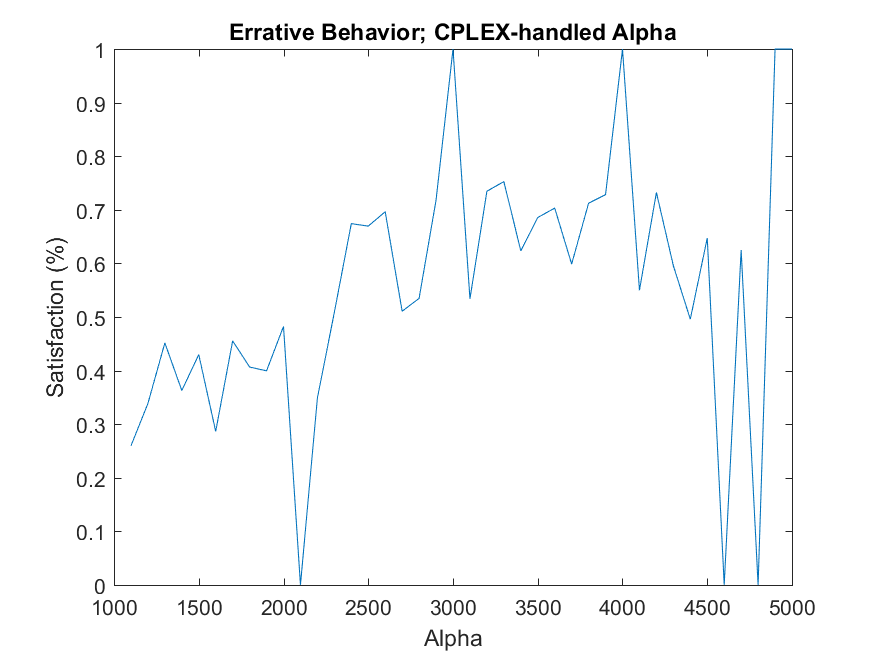 Errative Behavior; CPLEX-handled Alpha
1
0.9
0.8
0.7
0.6
0.5
0.4
0.3
0.2
0.1
0
Satisfaction (%)
1000 1500 2000 2500 3000 3500 4000 4500 5000
Alpha